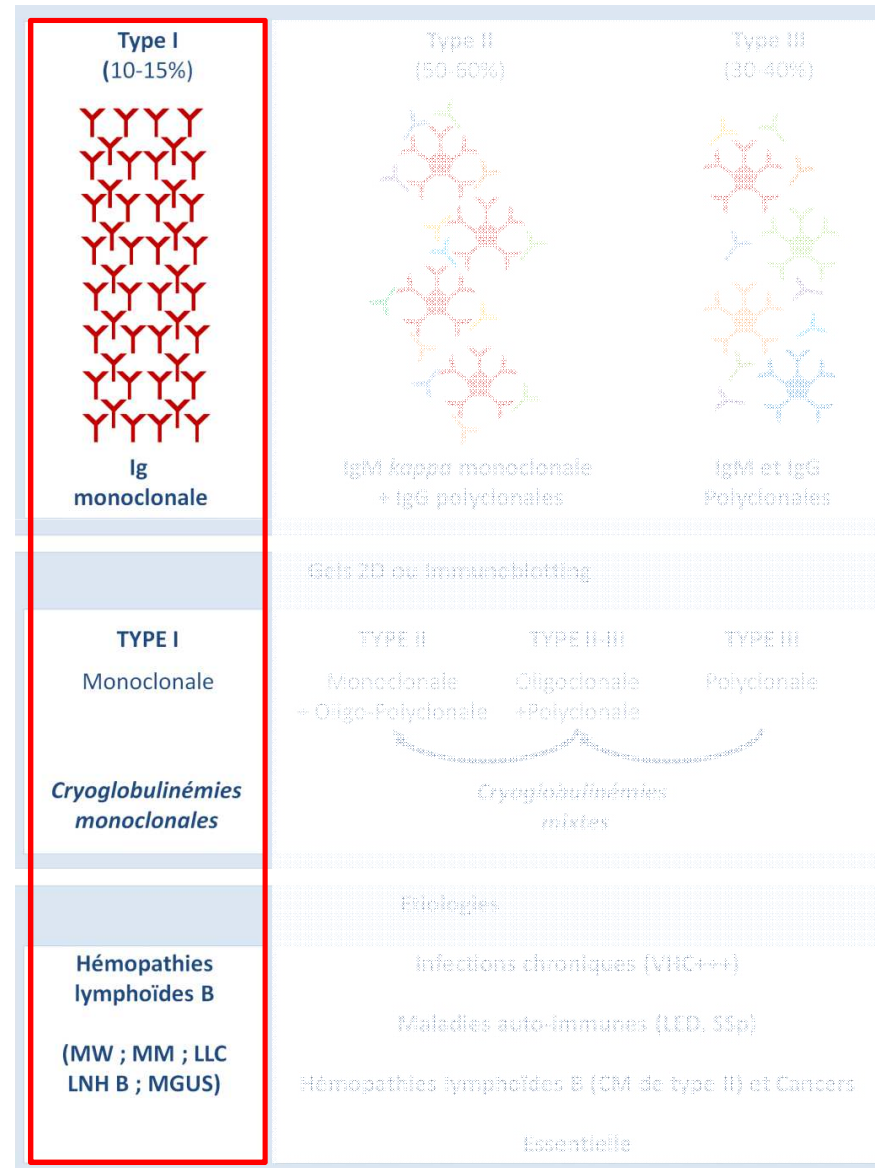 Type I
(10-15%)
Type II
(50-60%)
Type III
(30-40%)
Ig
monoclonale
IgM kappa monoclonale
+ IgG polyclonales
IgM et IgG
Polyclonales
Gels 2D ou Immunoblotting
TYPE I
Monoclonale
TYPE II
Monoclonale
+ Oligo-Polyclonale
TYPE II-III
Oligoclonale
+Polyclonale
TYPE III
Polyclonale
Cryoglobulinémies
monoclonales
Cryoglobulinémies
mixtes
Etiologies
Hémopathies
lymphoïdes B
(MW ; MM ; LLC
LNH B ; MGUS)
Infections chroniques (VHC+++)
Maladies auto-immunes (LED, SSp)
Hémopathies lymphoïdes B (CM de type II) et Cancers
Essentielle